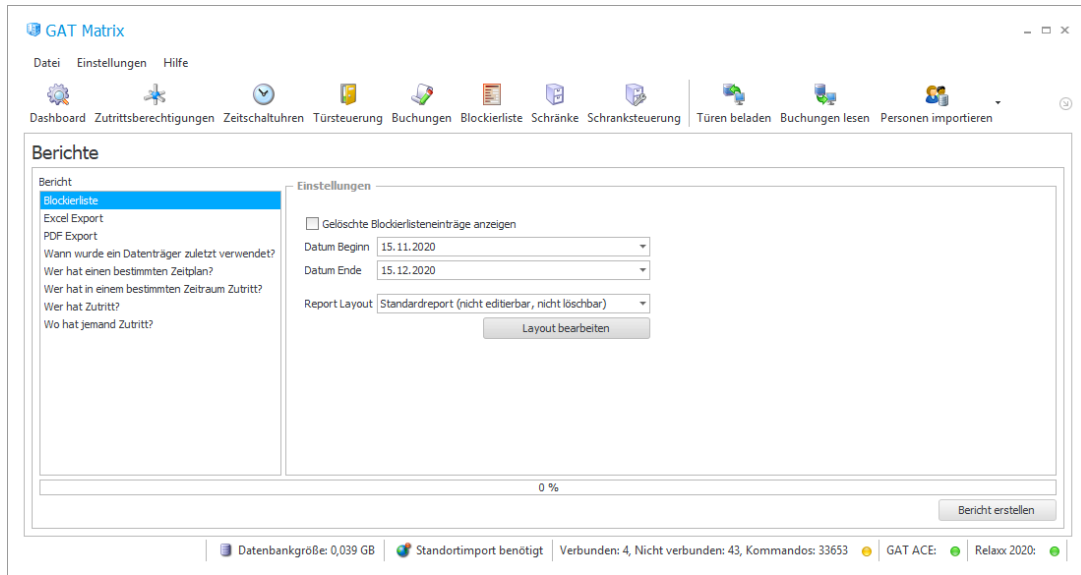 GAT Matrix
Datei Einstellungen Hilfe
Dashboard Zutrittsberechtigungen Zeitschaltuhren Türsteuerung Buchungen Blockierliste Schränke Schranksteuerung Türen beladen Buchungen lesen Personen importieren
Berichte
Bericht
Blockierliste
Excel Export
PDF Export
Wann wurde ein Datenträger zuletzt verwendet?
Wer hat einen bestimmten Zeitplan?
Wer hat in einem bestimmten Zeitraum Zutritt?
Wer hat Zutritt?
Wo hat jemand Zutritt?
Einstellungen
Gelöschte Blockierlisteneinträge anzeigen
Datum Beginn 15.11.2020
Datum Ende 15.12.2020
Report Layout Standardreport (nicht editierbar, nicht löschbar)
Layout bearbeiten
0 %
Bericht erstellen
Datenbankgröße: 0,039 GB Standortimport benötigt Verbunden: 4, Nicht verbunden: 43, Kommandos: 33653 GAT ACE: Relaxx 2020: